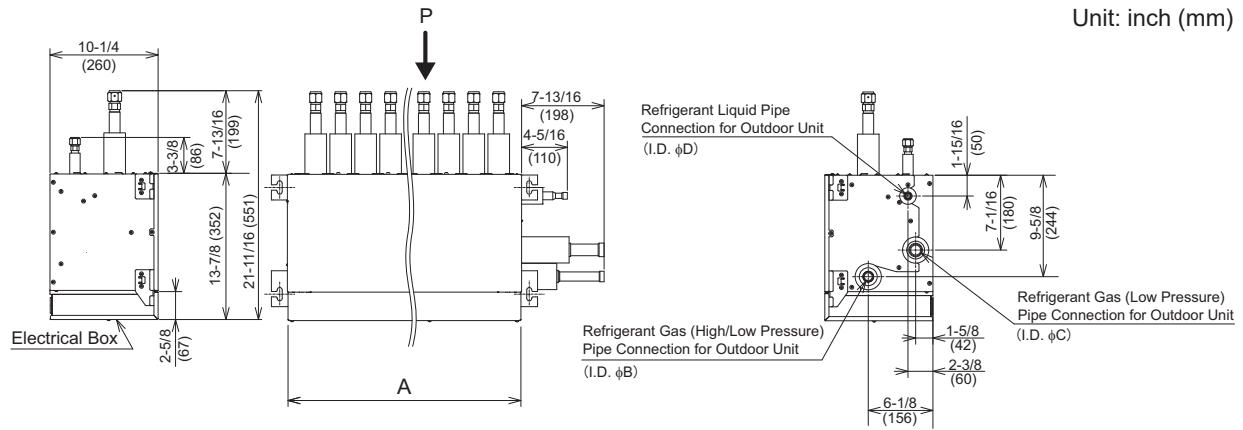 Unit: inch (mm)
P
10-1/4
(260)
3-3/8
(86)
7-13/16
(199)
13-7/8 (352)
21-11/16 (551)
2-5/8
(67)
Electrical Box
7-13/16
(198)
4-5/16
(110)
A
Refrigerant Liquid Pipe
Connection for Outdoor Unit
(I.D. ϕD)
1-15/16
(50)
7-1/16
(180)
9-5/8
(244)
Refrigerant Gas (High/Low Pressure)
Pipe Connection for Outdoor Unit
(I.D. ϕB)
Refrigerant Gas (Low Pressure)
Pipe Connection for Outdoor Unit
(I.D. ϕC)
1-5/8
(42)
2-3/8
(60)
6-1/8
(156)